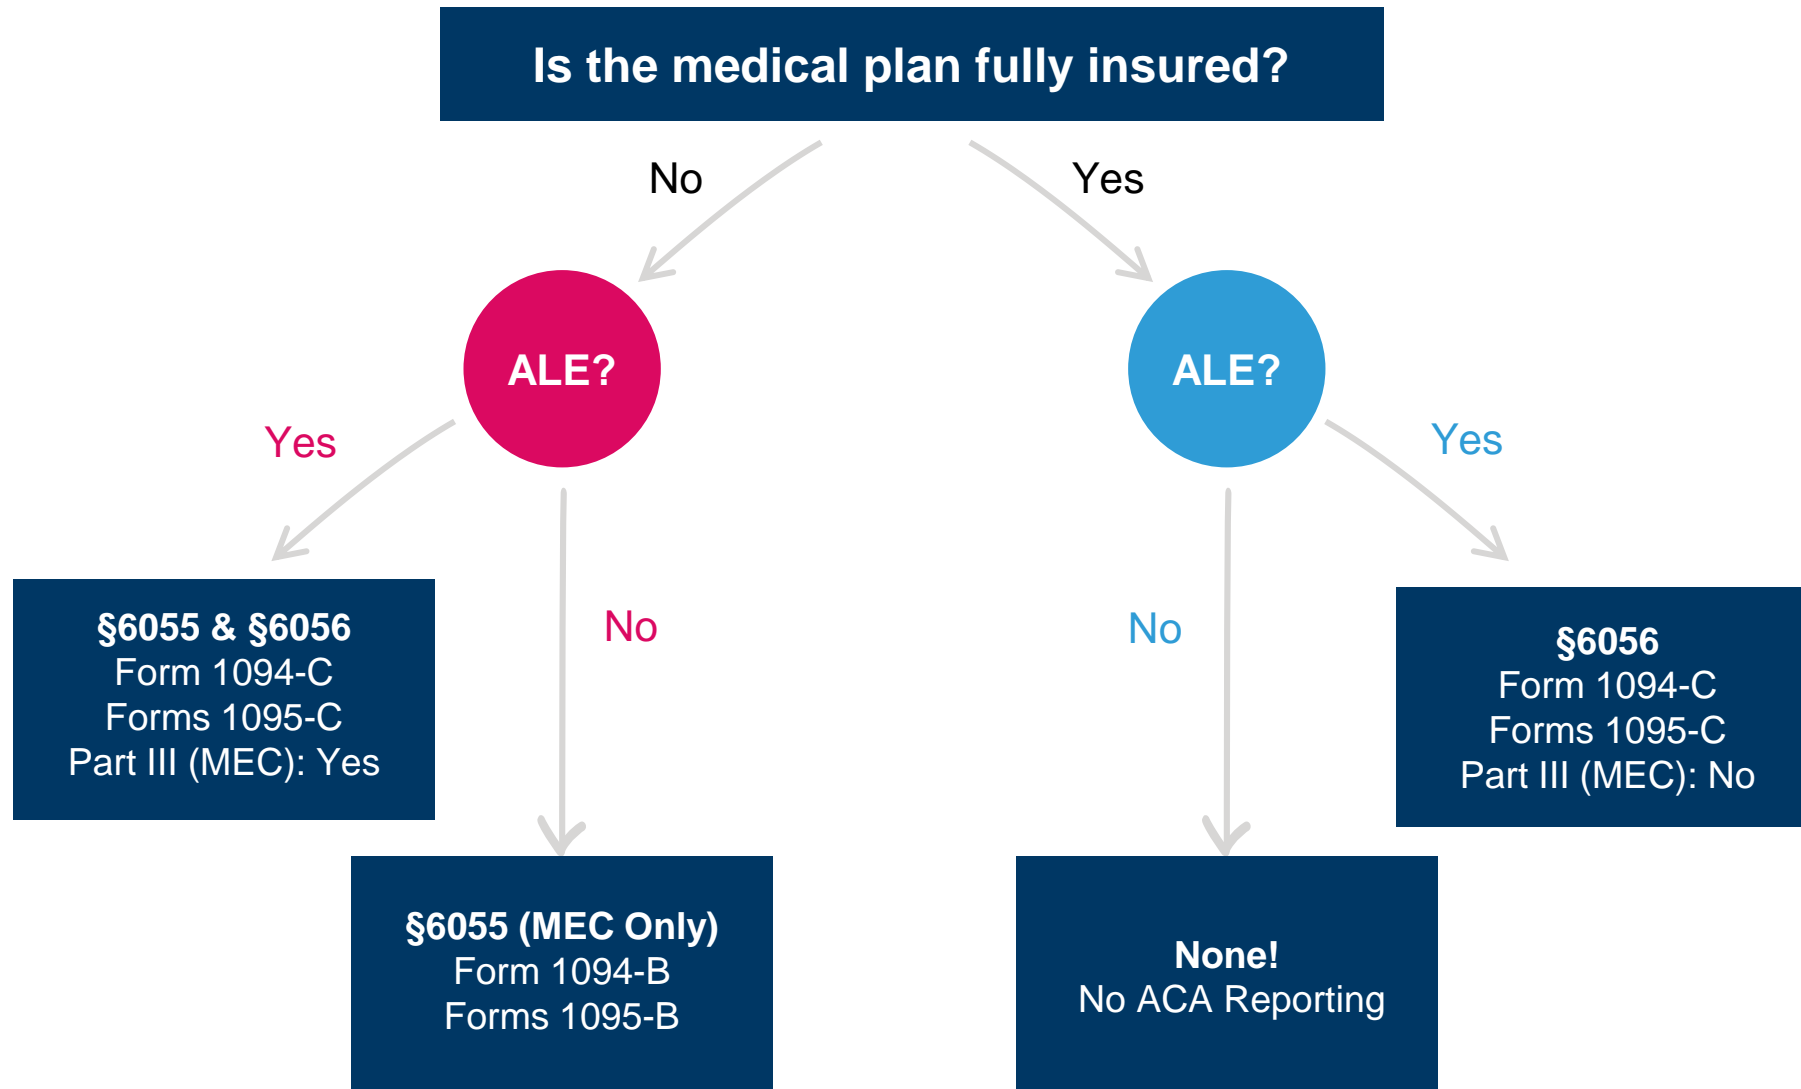 Is the medical plan fully insured?
No
Yes
ALE?
ALE?
Yes
Yes
No
No
§6055 & §6056
Form 1094-C
Forms 1095-C
Part III (MEC): Yes
§6056
Form 1094-C
Forms 1095-C
Part III (MEC): No
§6055 (MEC Only)
Form 1094-B
Forms 1095-B
None!
No ACA Reporting